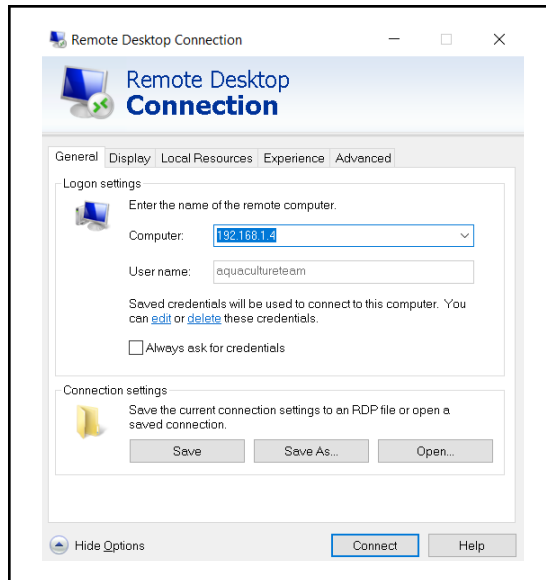 Remote Desktop Connection
Remote Desktop
Connection
General Display Local Resources Experience Advanced
Logon settings
Enter the name of the remote computer.
Computer: 192.168.1.4
User name: aquacultureteam
Saved credentials will be used to connect to this computer. You
can edit or delete these credentials.
Always ask for credentials
Connection settings
Save the current connection settings to an RDP file or open a
saved connection.
Save Save As... Open...
Hide Options Connect Help